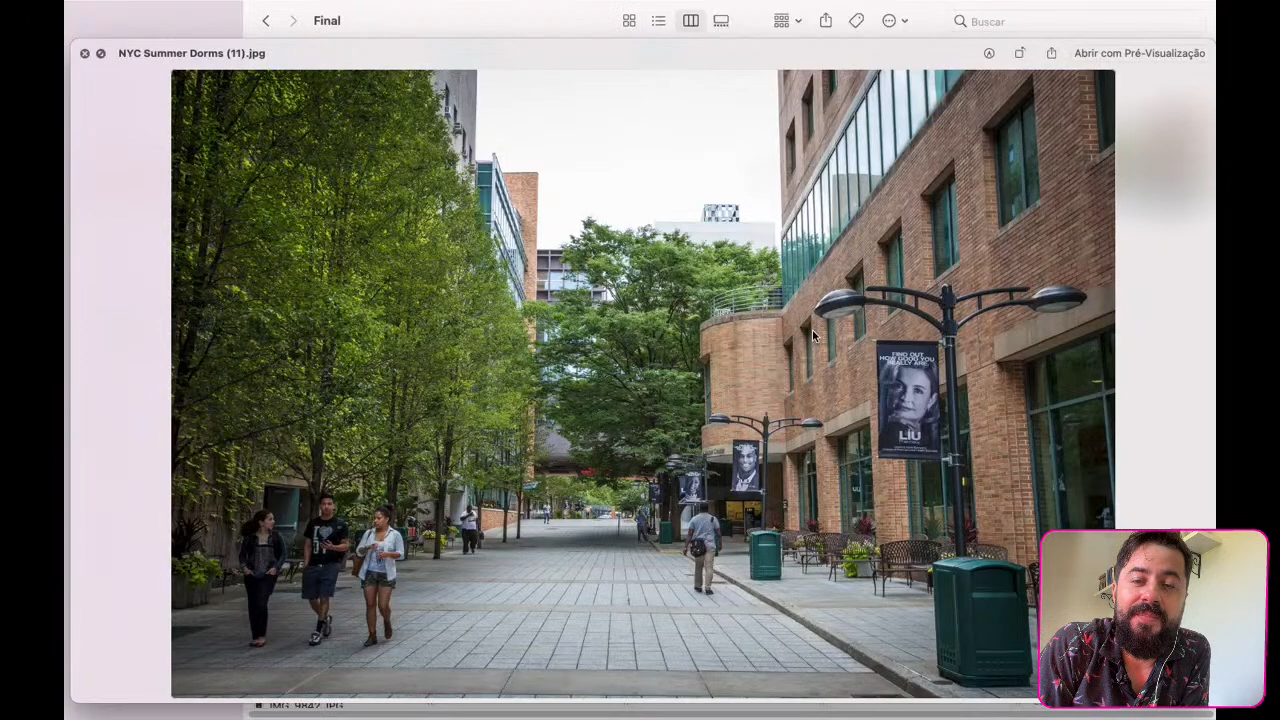 Final
Buscar
NYC Summer Dorms (11).jpg
Abrir com Pré-Visualização
FIND OUT
HOW GOOD YOU
REALLY ARE
LIU